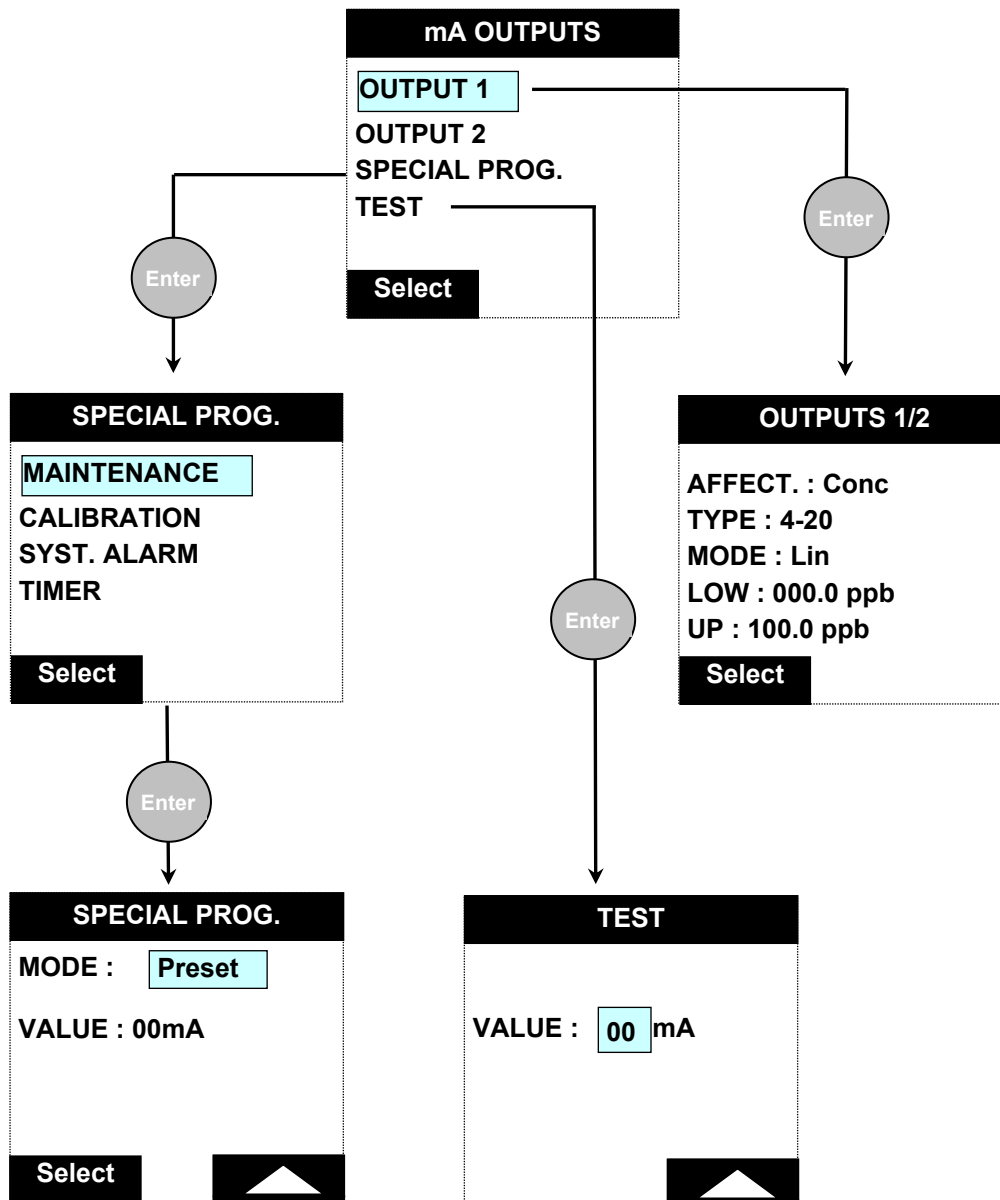 mA OUTPUTS
OUTPUT 1
OUTPUT 2
SPECIAL PROG.
TEST
Select
Enter
Enter
SPECIAL PROG.
MAINTENANCE
CALIBRATION
SYST. ALARM
TIMER
Select
OUTPUTS 1/2
AFFECT. : Conc
TYPE : 4-20
MODE : Lin
LOW : 000.0 ppb
UP : 100.0 ppb
Select
Enter
Enter
SPECIAL PROG.
MODE : Preset
VALUE : 00mA
Select
TEST
VALUE : 00 mA